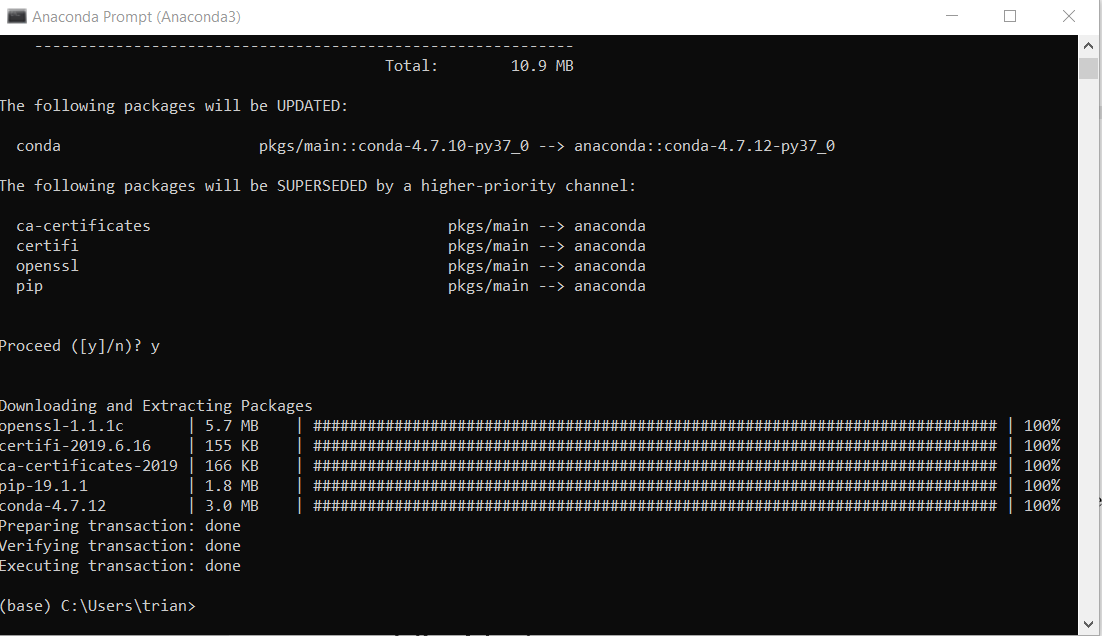 Anaconda Prompt (Anaconda3)
------------------------------------------------------------
Total: 10.9 MB
The following packages will be UPDATED:
conda pkgs/main::conda-4.7.10-py37_0 --> anaconda::conda-4.7.12-py37_0
The following packages will be SUPERSEDED by a higher-priority channel:
ca-certificates pkgs/main --> anaconda
certifi pkgs/main --> anaconda
openssl pkgs/main --> anaconda
pip pkgs/main --> anaconda
Proceed ([y]/n)? y
Downloading and Extracting Packages
openssl-1.1.1c | 5.7 MB | ############################################################################ | 100%
certifi-2019.6.16 | 155 KB | ############################################################################ | 100%
ca-certificates-2019 | 166 KB | ############################################################################ | 100%
pip-19.1.1 | 1.8 MB | ############################################################################ | 100%
conda-4.7.12 | 3.0 MB | ############################################################################ | 100%
Preparing transaction: done
Verifying transaction: done
Executing transaction: done
(base) C:\Users\trian>